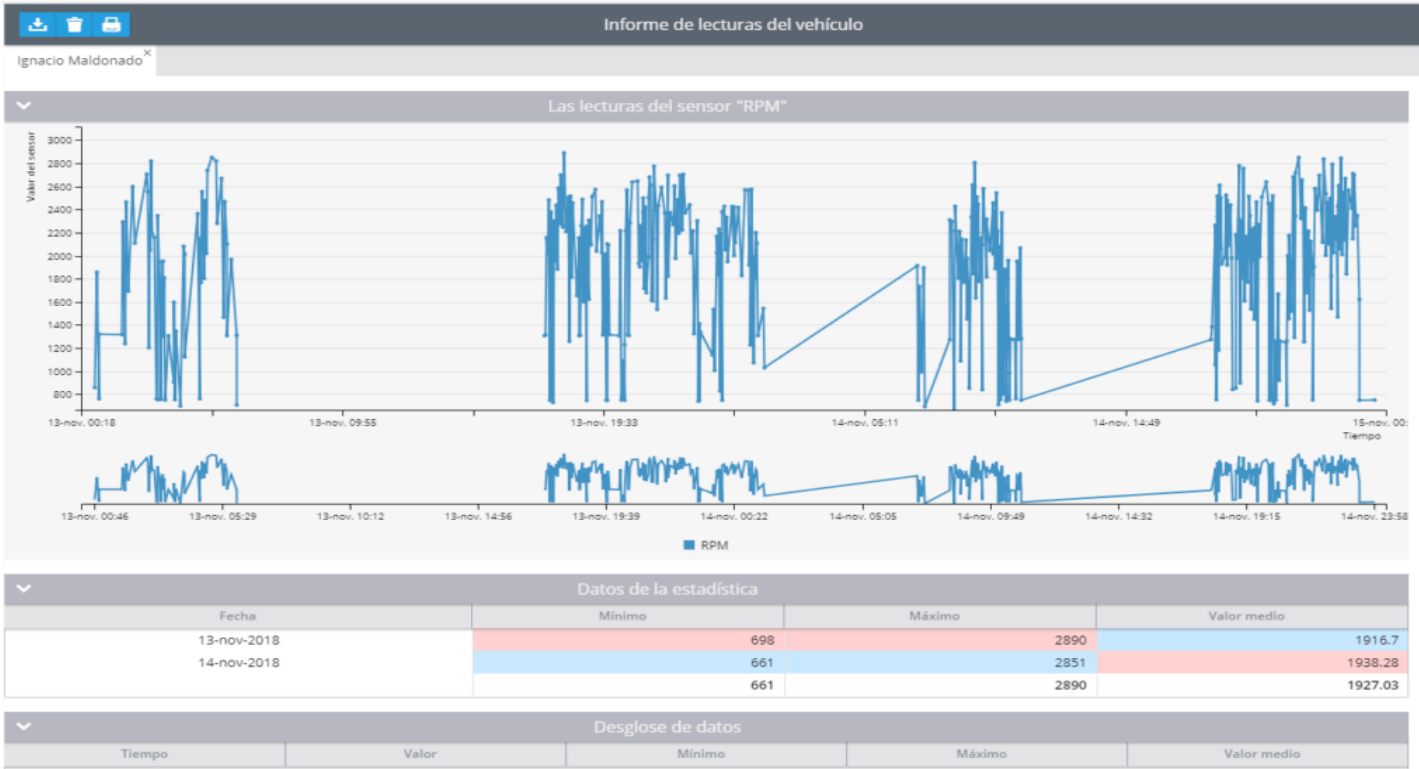 Informe de lecturas del vehículo
Ignacio Maldonado ×
Las lecturas del sensor "RPM"
Valor del sensor
3000
2800
2600
2400
2200
2000
1800
1600
1400
1200
1000
800
13-nov. 00:18 13-nov. 09:55 13-nov. 19:33 14-nov. 05:11 14-nov. 14:49 15-nov. 00:
Tiempo
13-nov. 00:46 13-nov. 05:29 13-nov. 10:12 13-nov. 14:56 13-nov. 19:39 14-nov. 00:22 14-nov. 05:05 14-nov. 09:49 14-nov. 14:32 14-nov. 19:15 14-nov. 23:58
RPM
Datos de la estadística
Fecha Mínimo Máximo Valor medio
13-nov-2018 698 2890 1916.7
14-nov-2018 661 2851 1938.28
661 2890 1927.03
Desglose de datos
Tiempo Valor Mínimo Máximo Valor medio